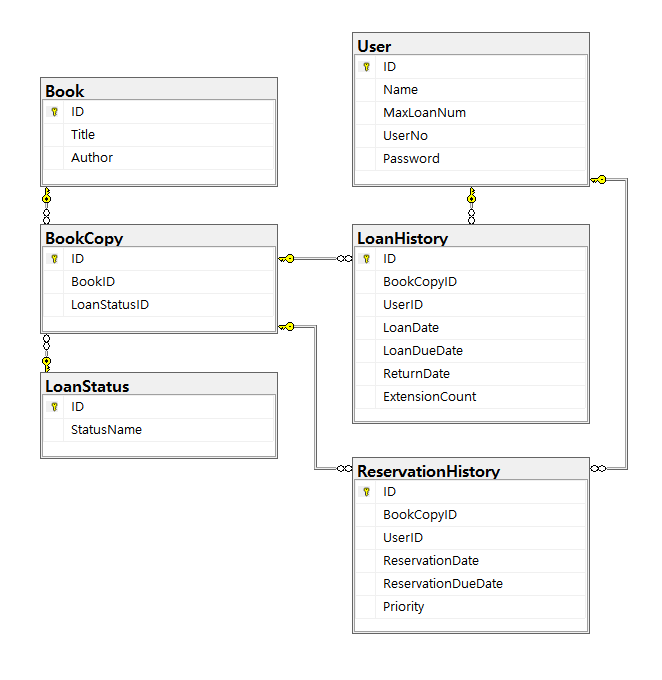 Book
ID
Title
Author
User
ID
Name
MaxLoanNum
UserNo
Password
BookCopy
ID
BookID
LoanStatusID
LoanHistory
ID
BookCopyID
UserID
LoanDate
LoanDueDate
ReturnDate
ExtensionCount
LoanStatus
ID
StatusName
ReservationHistory
ID
BookCopyID
UserID
ReservationDate
ReservationDueDate
Priority